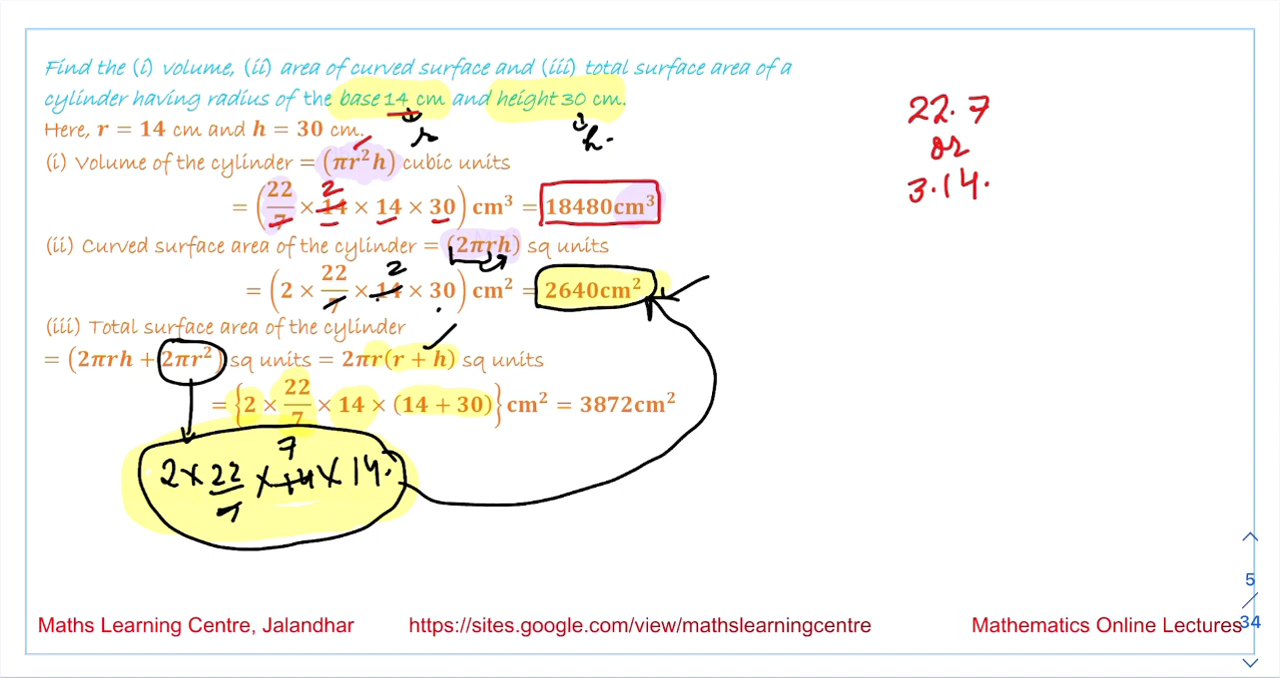 Find the (i) volume, (ii) area of curved surface and (iii) total surface area of a
cylinder having radius of the base 14 cm and height 30 cm.
Here, r = 14 cm and h = 30 cm.
r
h.
22.7
or
3.14.
(i) Volume of the cylinder = (πr²h) cubic units
2
= (22/7 × 14 × 14 × 30) cm³ = 18480cm³
(ii) Curved surface area of the cylinder = (2πrh) sq units
2
= (2 × 22/7 × 14 × 30) cm² = 2640cm²
(iii) Total surface area of the cylinder
= (2πrh + 2πr²) sq units = 2πr(r + h) sq units
= {2 × 22/7 × 14 × (14 + 30)} cm² = 3872cm²
7
2 × 22/7 × 14 × 14.
5
/
34
Maths Learning Centre, Jalandhar https://sites.google.com/view/mathslearningcentre Mathematics Online Lectures